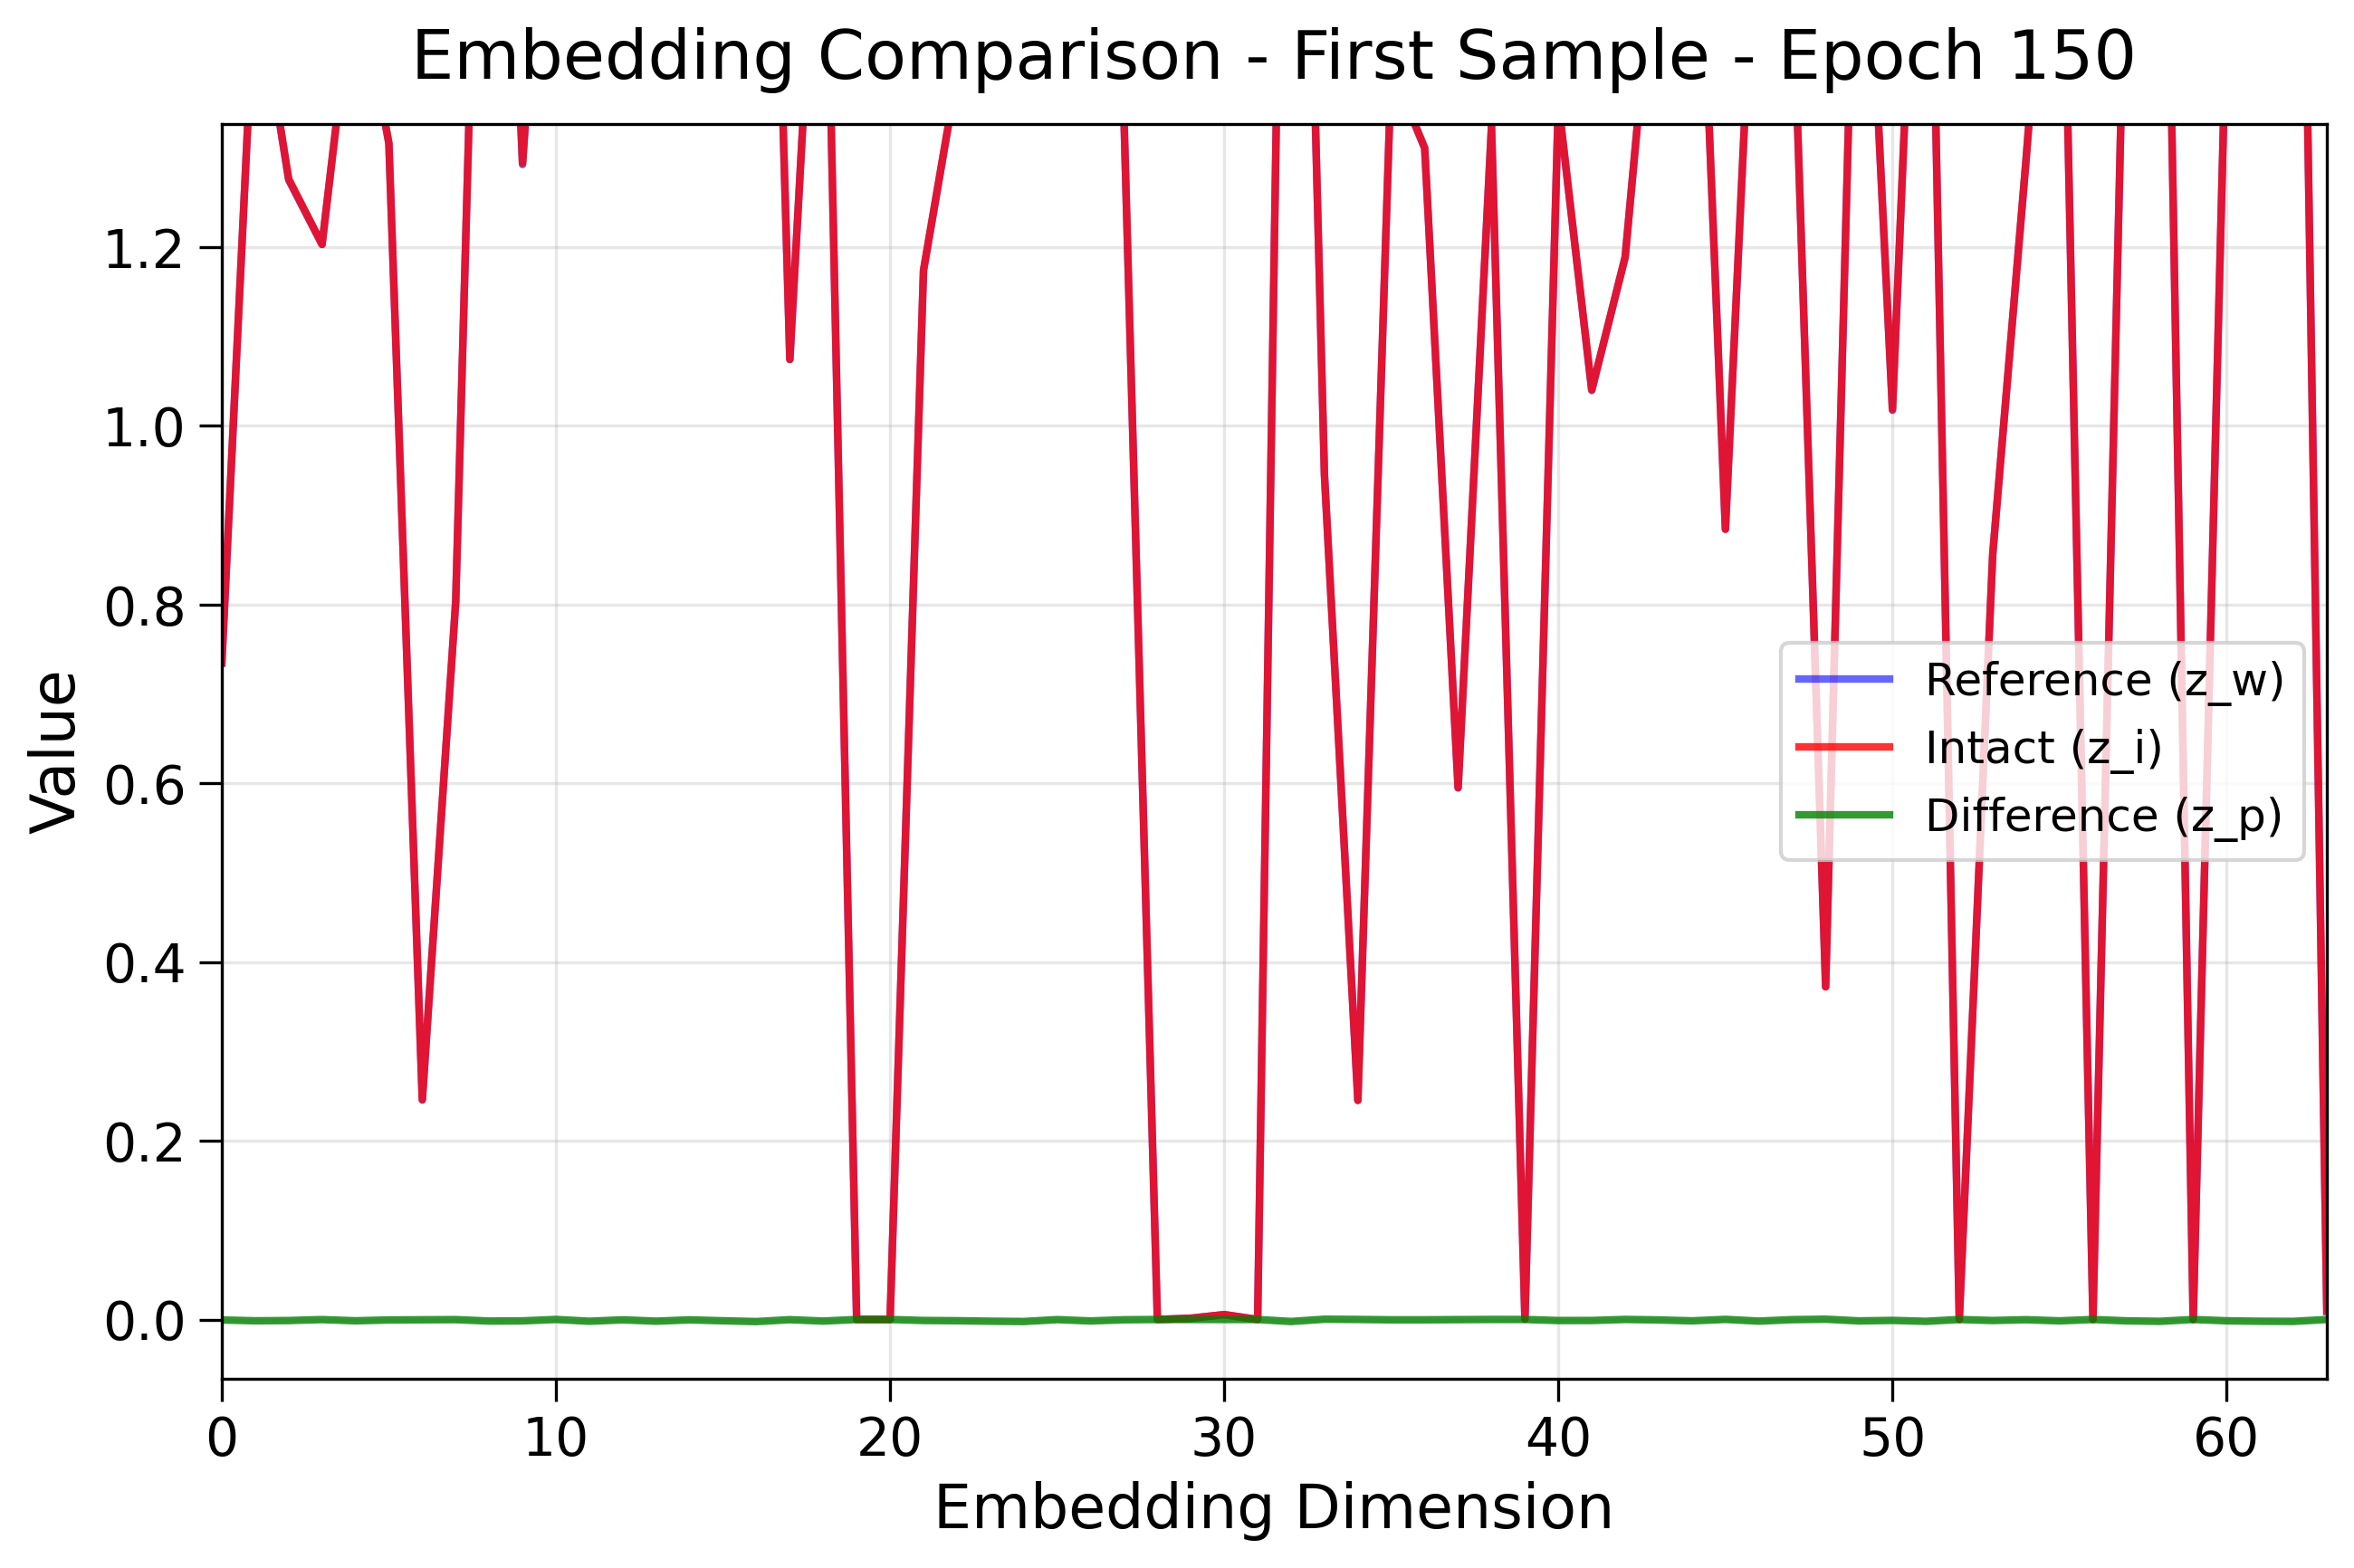 Embedding Comparison - First Sample - Epoch 150
Value
1.2
1.0
0.8
0.6
0.4
0.2
0.0
Reference (z_w)
Intact (z_i)
Difference (z_p)
0 10 20 30 40 50 60
Embedding Dimension